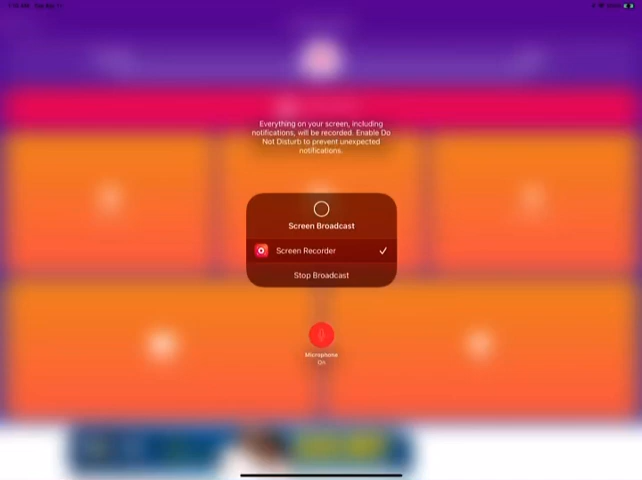 Everything on your screen, including
notifications, will be recorded. Enable Do
Not Disturb to prevent unexpected
notifications.
Screen Broadcast
Screen Recorder
Stop Broadcast
Microphone
On